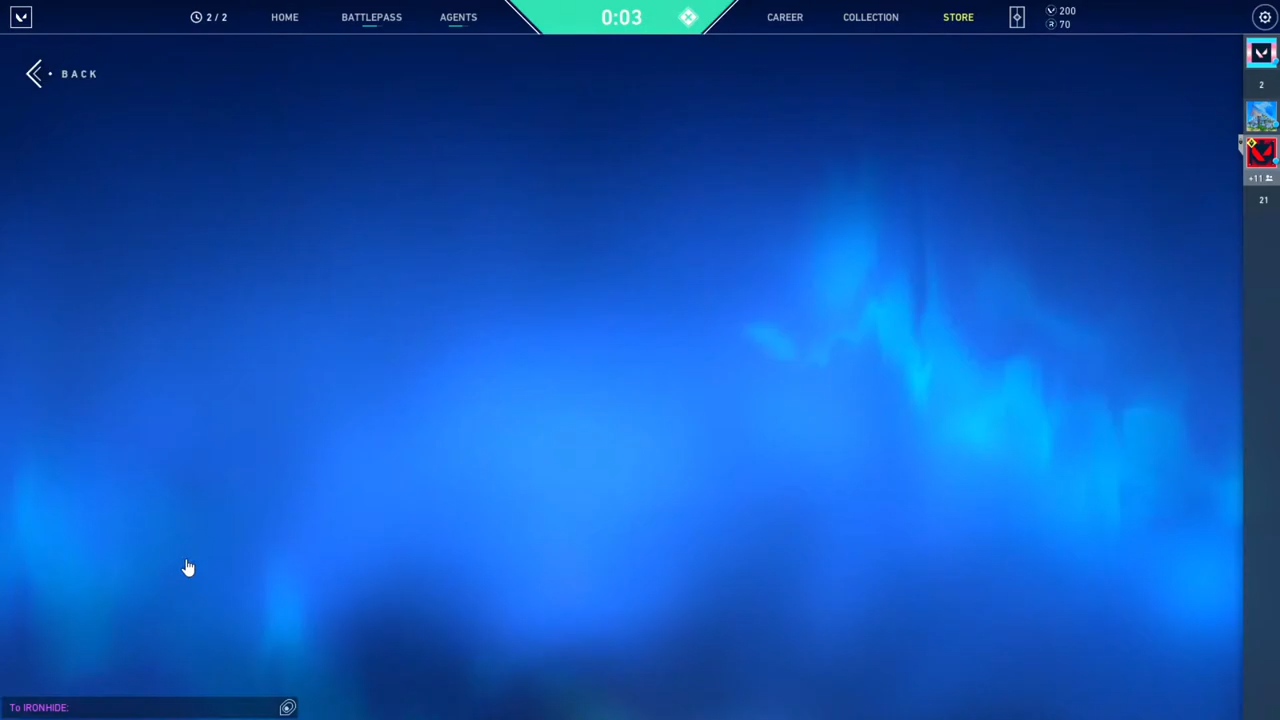 2 / 2
HOME
BATTLEPASS
AGENTS
0:03
CAREER
COLLECTION
STORE
200
70
BACK
2
+11
21
To IRONHIDE: